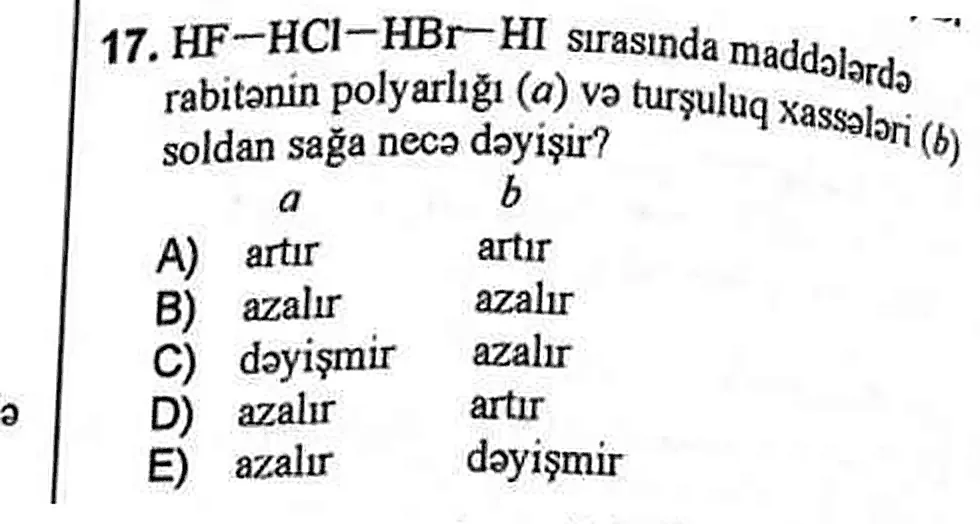 17. HF−HCl−HBr−HI sırasında maddələrdə
rabitənin polyarlığı (a) və turşuluq xassələri (b)
soldan sağa necə dəyişir?
a b
A) artır artır
B) azalır azalır
C) dəyişmir azalır
D) azalır artır
E) azalır dəyişmir
ə